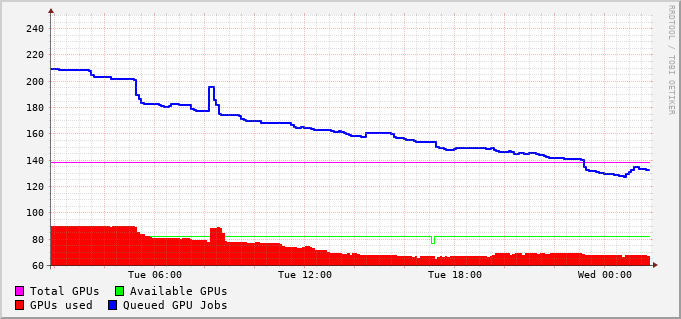 RRDTOOL / TOBI OETIKER
240
220
200
180
160
140
120
100
80
60
Tue 06:00 Tue 12:00 Tue 18:00 Wed 00:00
Total GPUs Available GPUs
GPUs used Queued GPU Jobs